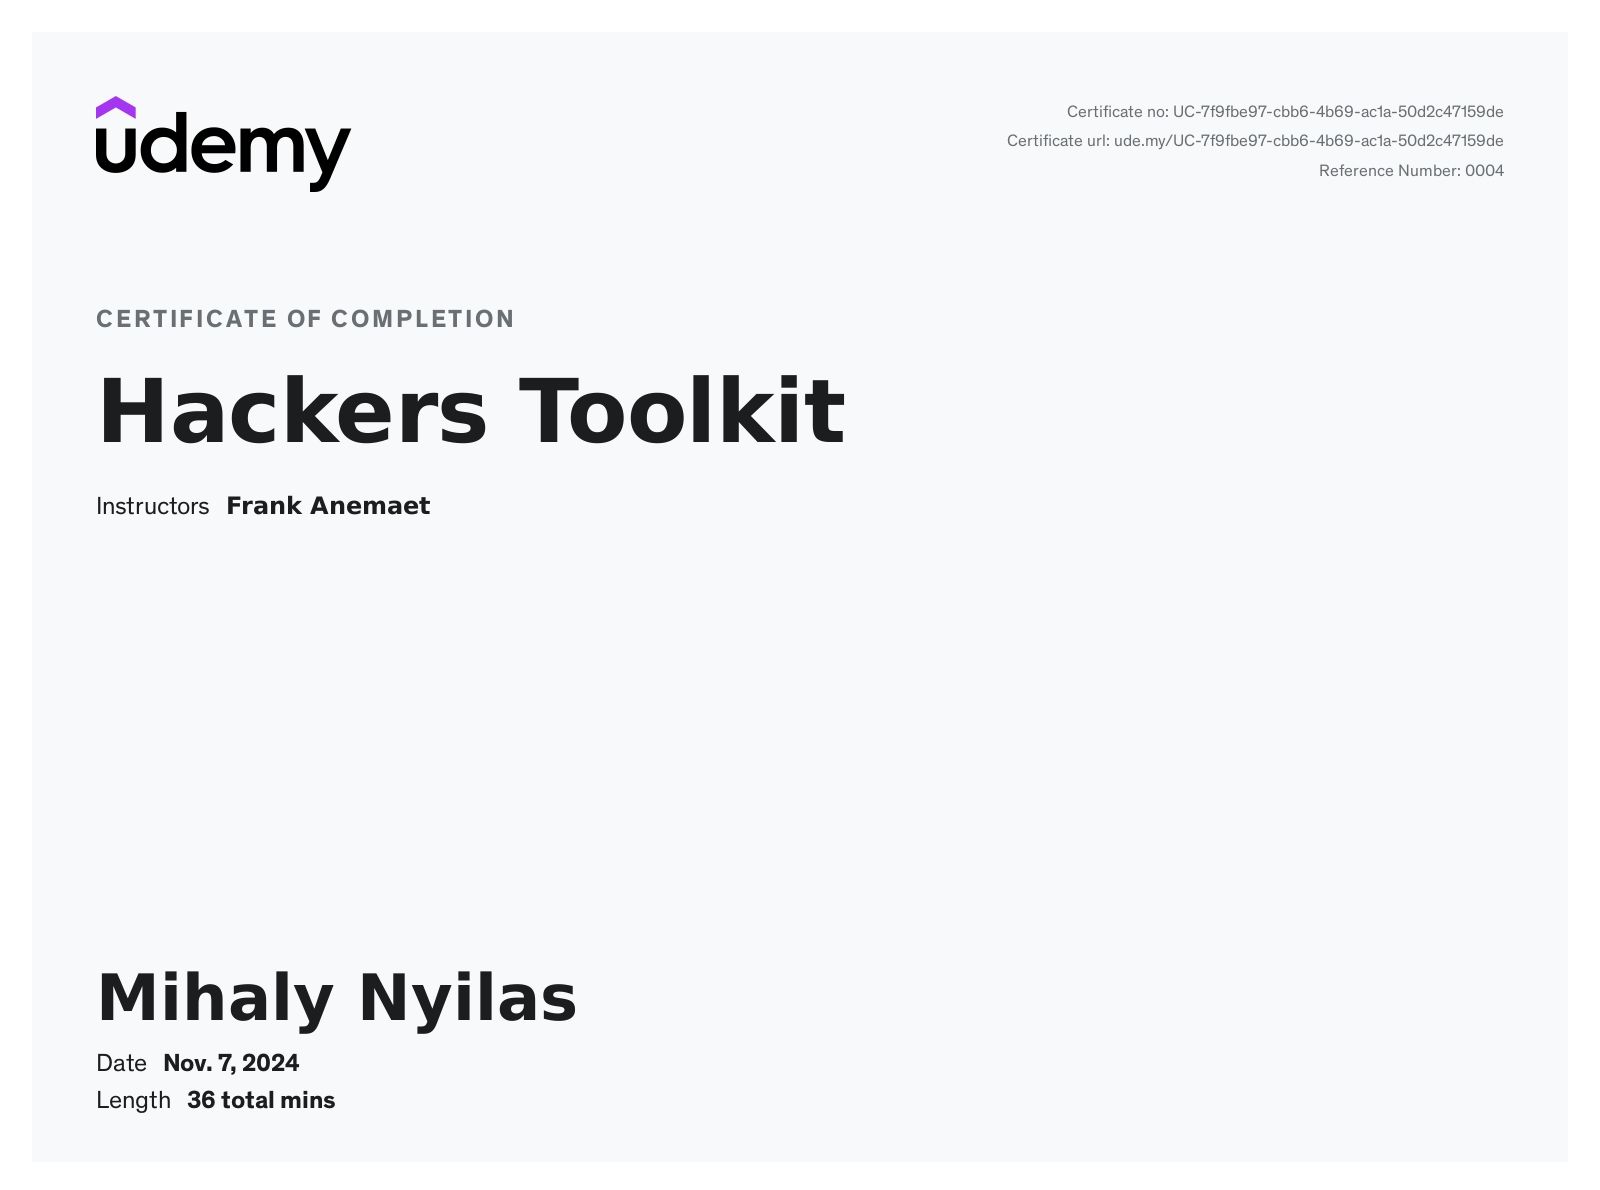 udemy
Certificate no: UC-7f9fbe97-cbb6-4b69-ac1a-50d2c47159de
Certificate url: ude.my/UC-7f9fbe97-cbb6-4b69-ac1a-50d2c47159de
Reference Number: 0004
CERTIFICATE OF COMPLETION
Hackers Toolkit
Instructors Frank Anemaet
Mihaly Nyilas
Date Nov. 7, 2024
Length 36 total mins